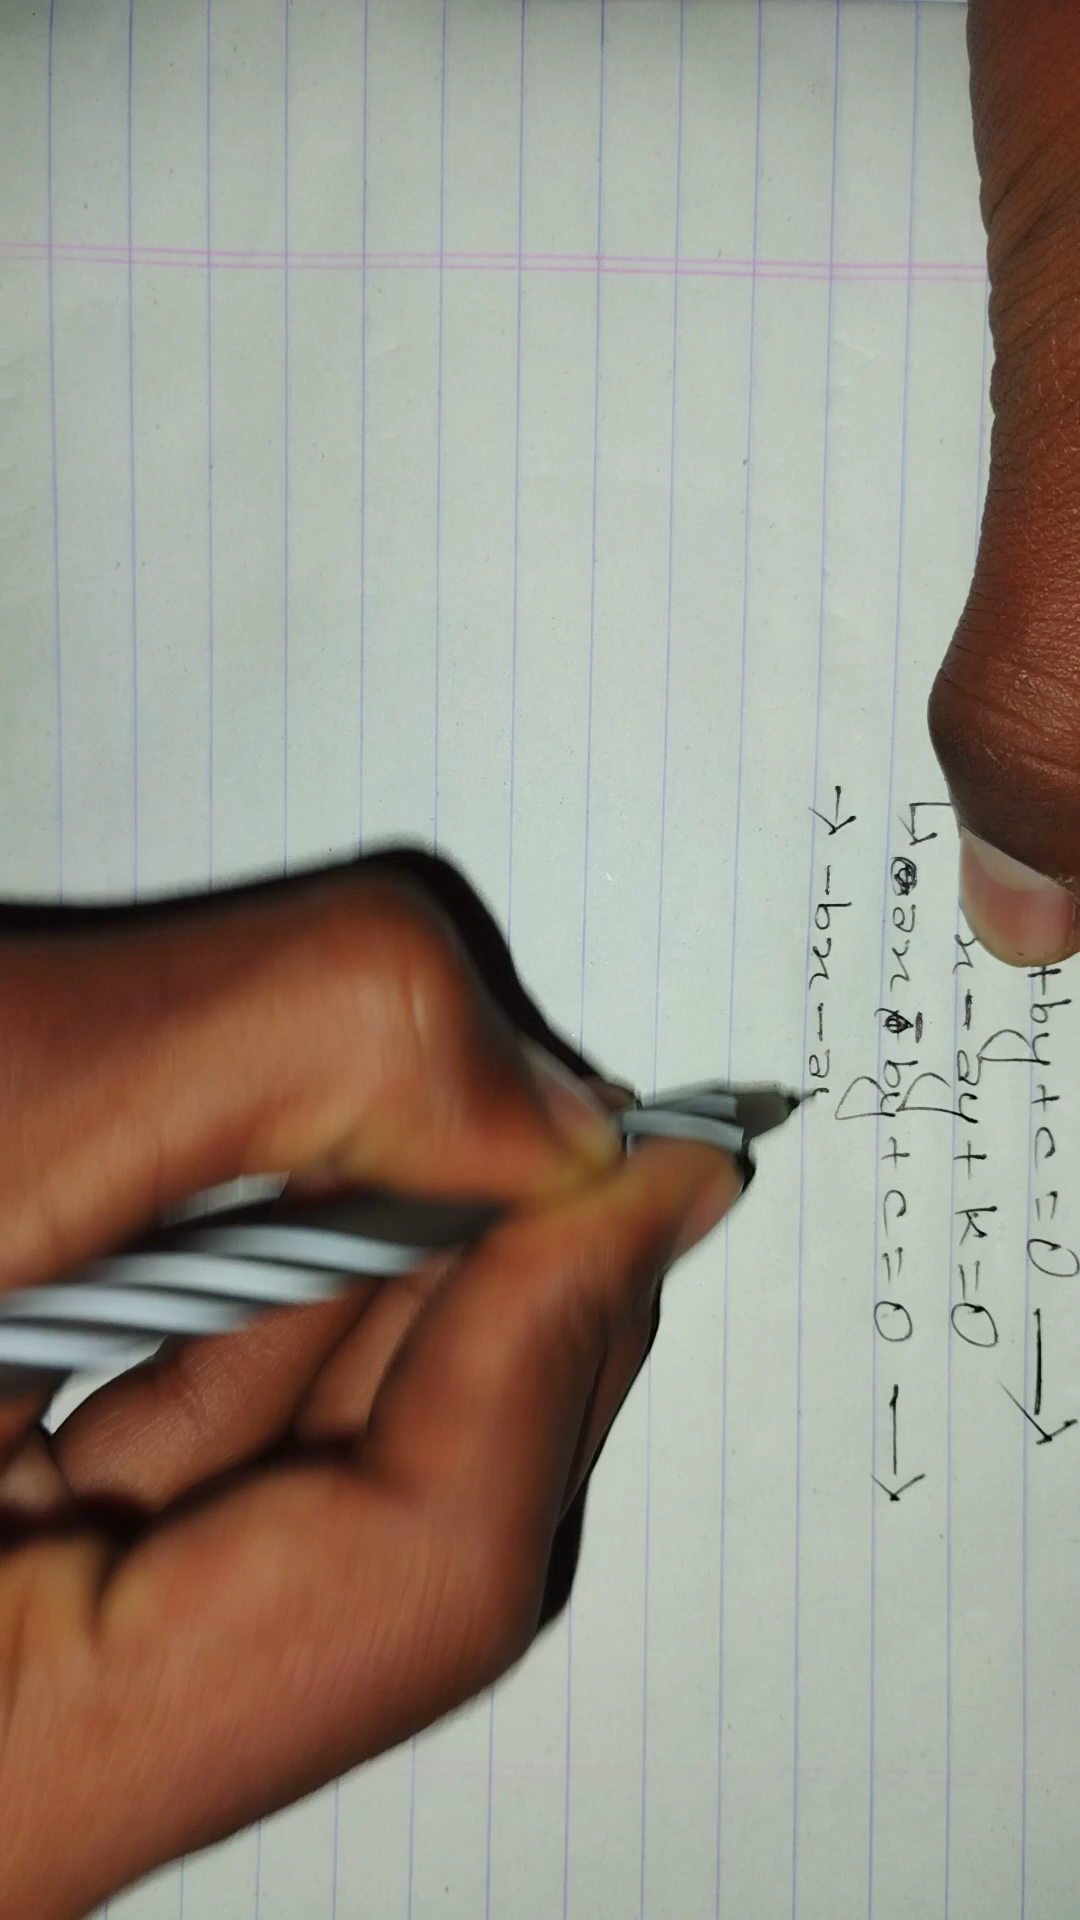 +by+c=0 →
x-ay+k=0
↳ ax-by+c=0 →
→ -bx-a